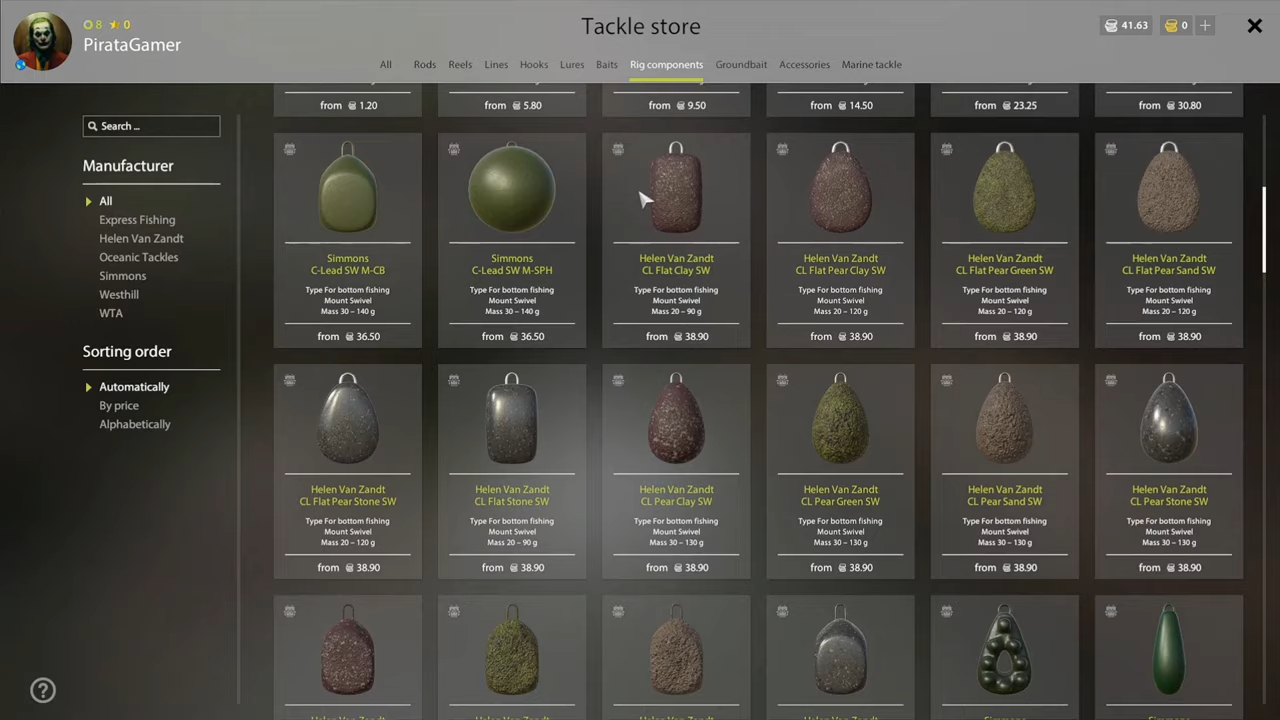 8 0
PirataGamer
Tackle store
41.63
0
All Rods Reels Lines Hooks Lures Baits Rig components Groundbait Accessories Marine tackle
Search ...
Manufacturer
All
Express Fishing
Helen Van Zandt
Oceanic Tackles
Simmons
Westhill
WTA
Sorting order
Automatically
By price
Alphabetically
from 1.20
from 5.80
from 9.50
from 14.50
from 23.25
from 30.80
Simmons
C-Lead SW M-CB
Type For bottom fishing
Mount Swivel
Mass 30 – 140 g
from 36.50
Simmons
C-Lead SW M-SPH
Type For bottom fishing
Mount Swivel
Mass 30 – 140 g
from 36.50
Helen Van Zandt
CL Flat Clay SW
Type For bottom fishing
Mount Swivel
Mass 20 – 90 g
from 38.90
Helen Van Zandt
CL Flat Pear Clay SW
Type For bottom fishing
Mount Swivel
Mass 20 – 120 g
from 38.90
Helen Van Zandt
CL Flat Pear Green SW
Type For bottom fishing
Mount Swivel
Mass 20 – 120 g
from 38.90
Helen Van Zandt
CL Flat Pear Sand SW
Type For bottom fishing
Mount Swivel
Mass 20 – 120 g
from 38.90
Helen Van Zandt
CL Flat Pear Stone SW
Type For bottom fishing
Mount Swivel
Mass 20 – 120 g
from 38.90
Helen Van Zandt
CL Flat Stone SW
Type For bottom fishing
Mount Swivel
Mass 20 – 90 g
from 38.90
Helen Van Zandt
CL Pear Clay SW
Type For bottom fishing
Mount Swivel
Mass 30 – 130 g
from 38.90
Helen Van Zandt
CL Pear Green SW
Type For bottom fishing
Mount Swivel
Mass 30 – 130 g
from 38.90
Helen Van Zandt
CL Pear Sand SW
Type For bottom fishing
Mount Swivel
Mass 30 – 130 g
from 38.90
Helen Van Zandt
CL Pear Stone SW
Type For bottom fishing
Mount Swivel
Mass 30 – 130 g
from 38.90